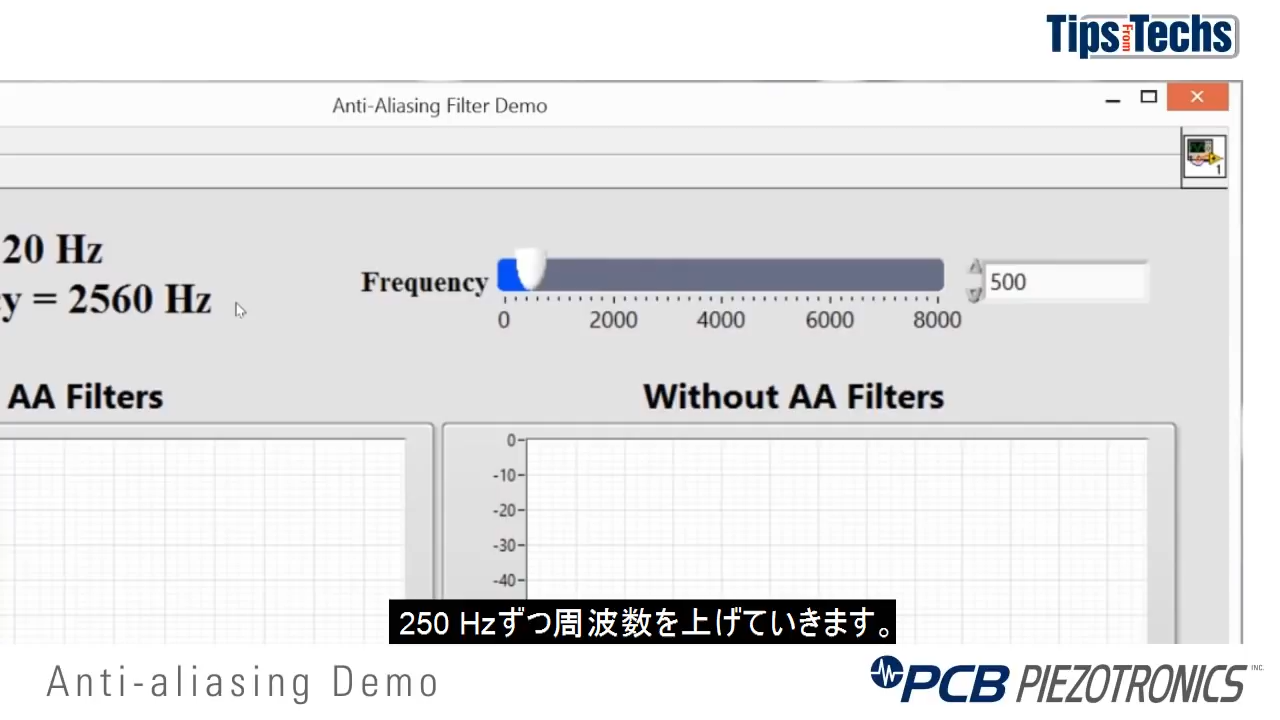 Tips From Techs
Anti-Aliasing Filter Demo
1
20 Hz
y = 2560 Hz
Frequency
500
0 2000 4000 6000 8000
AA Filters
Without AA Filters
0
-10
-20
-30
-40
250 Hzずつ周波数を上げていきます。
Anti-aliasing Demo
PCB PIEZOTRONICS INC.